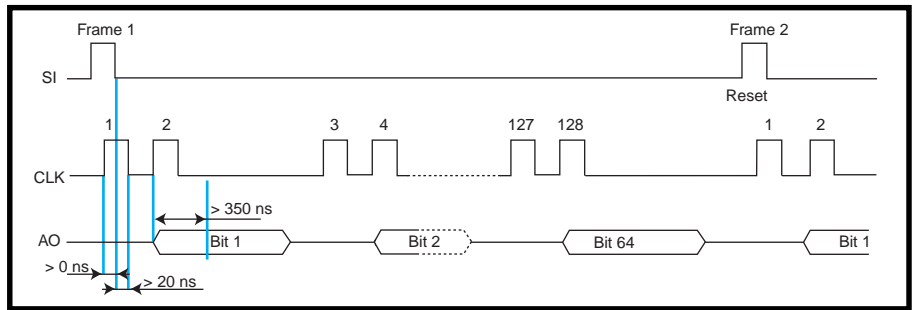 Frame 1 Frame 2
SI
Reset
1 2 3 4 127 128 1 2
CLK
> 350 ns
AO Bit 1 Bit 2 Bit 64 Bit 1
> 0 ns
> 20 ns